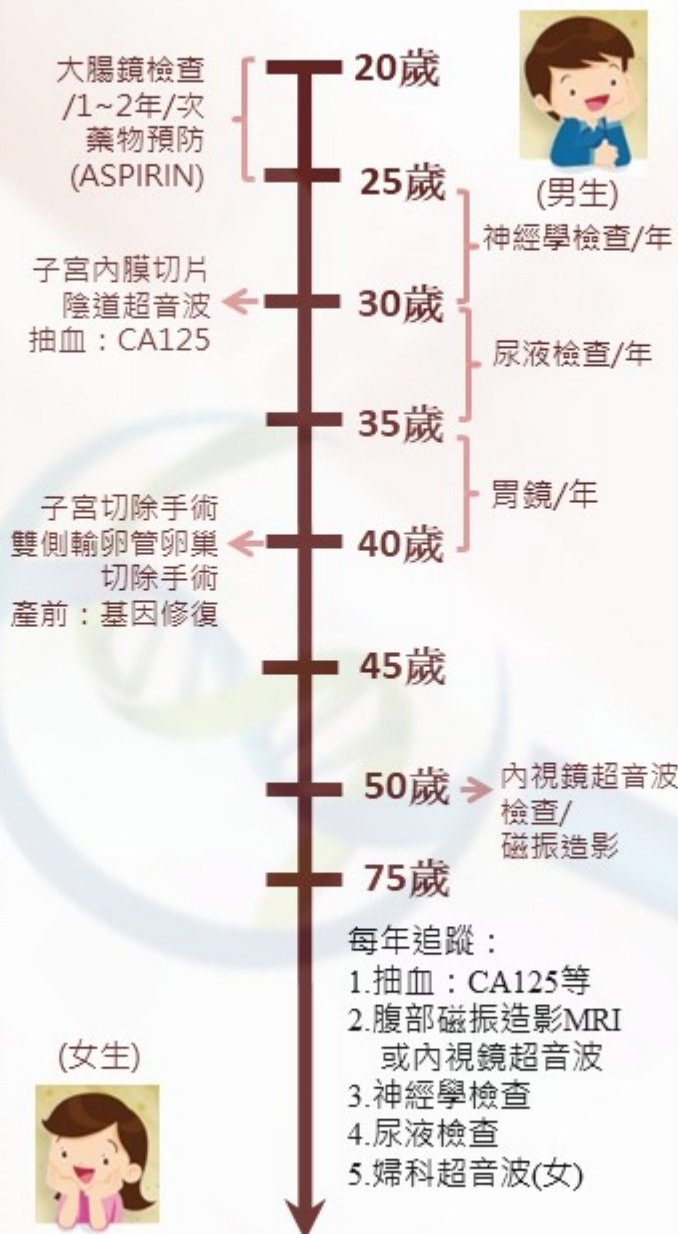 20歲
大腸鏡檢查
/1~2年/次
藥物預防
(ASPIRIN)
25歲
(男生)
神經學檢查/年
子宮內膜切片
陰道超音波
抽血：CA125
30歲
尿液檢查/年
35歲
胃鏡/年
子宮切除手術
雙側輸卵管卵巢
切除手術
產前：基因修復
40歲
45歲
50歲
內視鏡超音波
檢查/
磁振造影
75歲
每年追蹤：
1.抽血：CA125等
2.腹部磁振造影MRI
或內視鏡超音波
3.神經學檢查
4.尿液檢查
5.婦科超音波(女)
(女生)